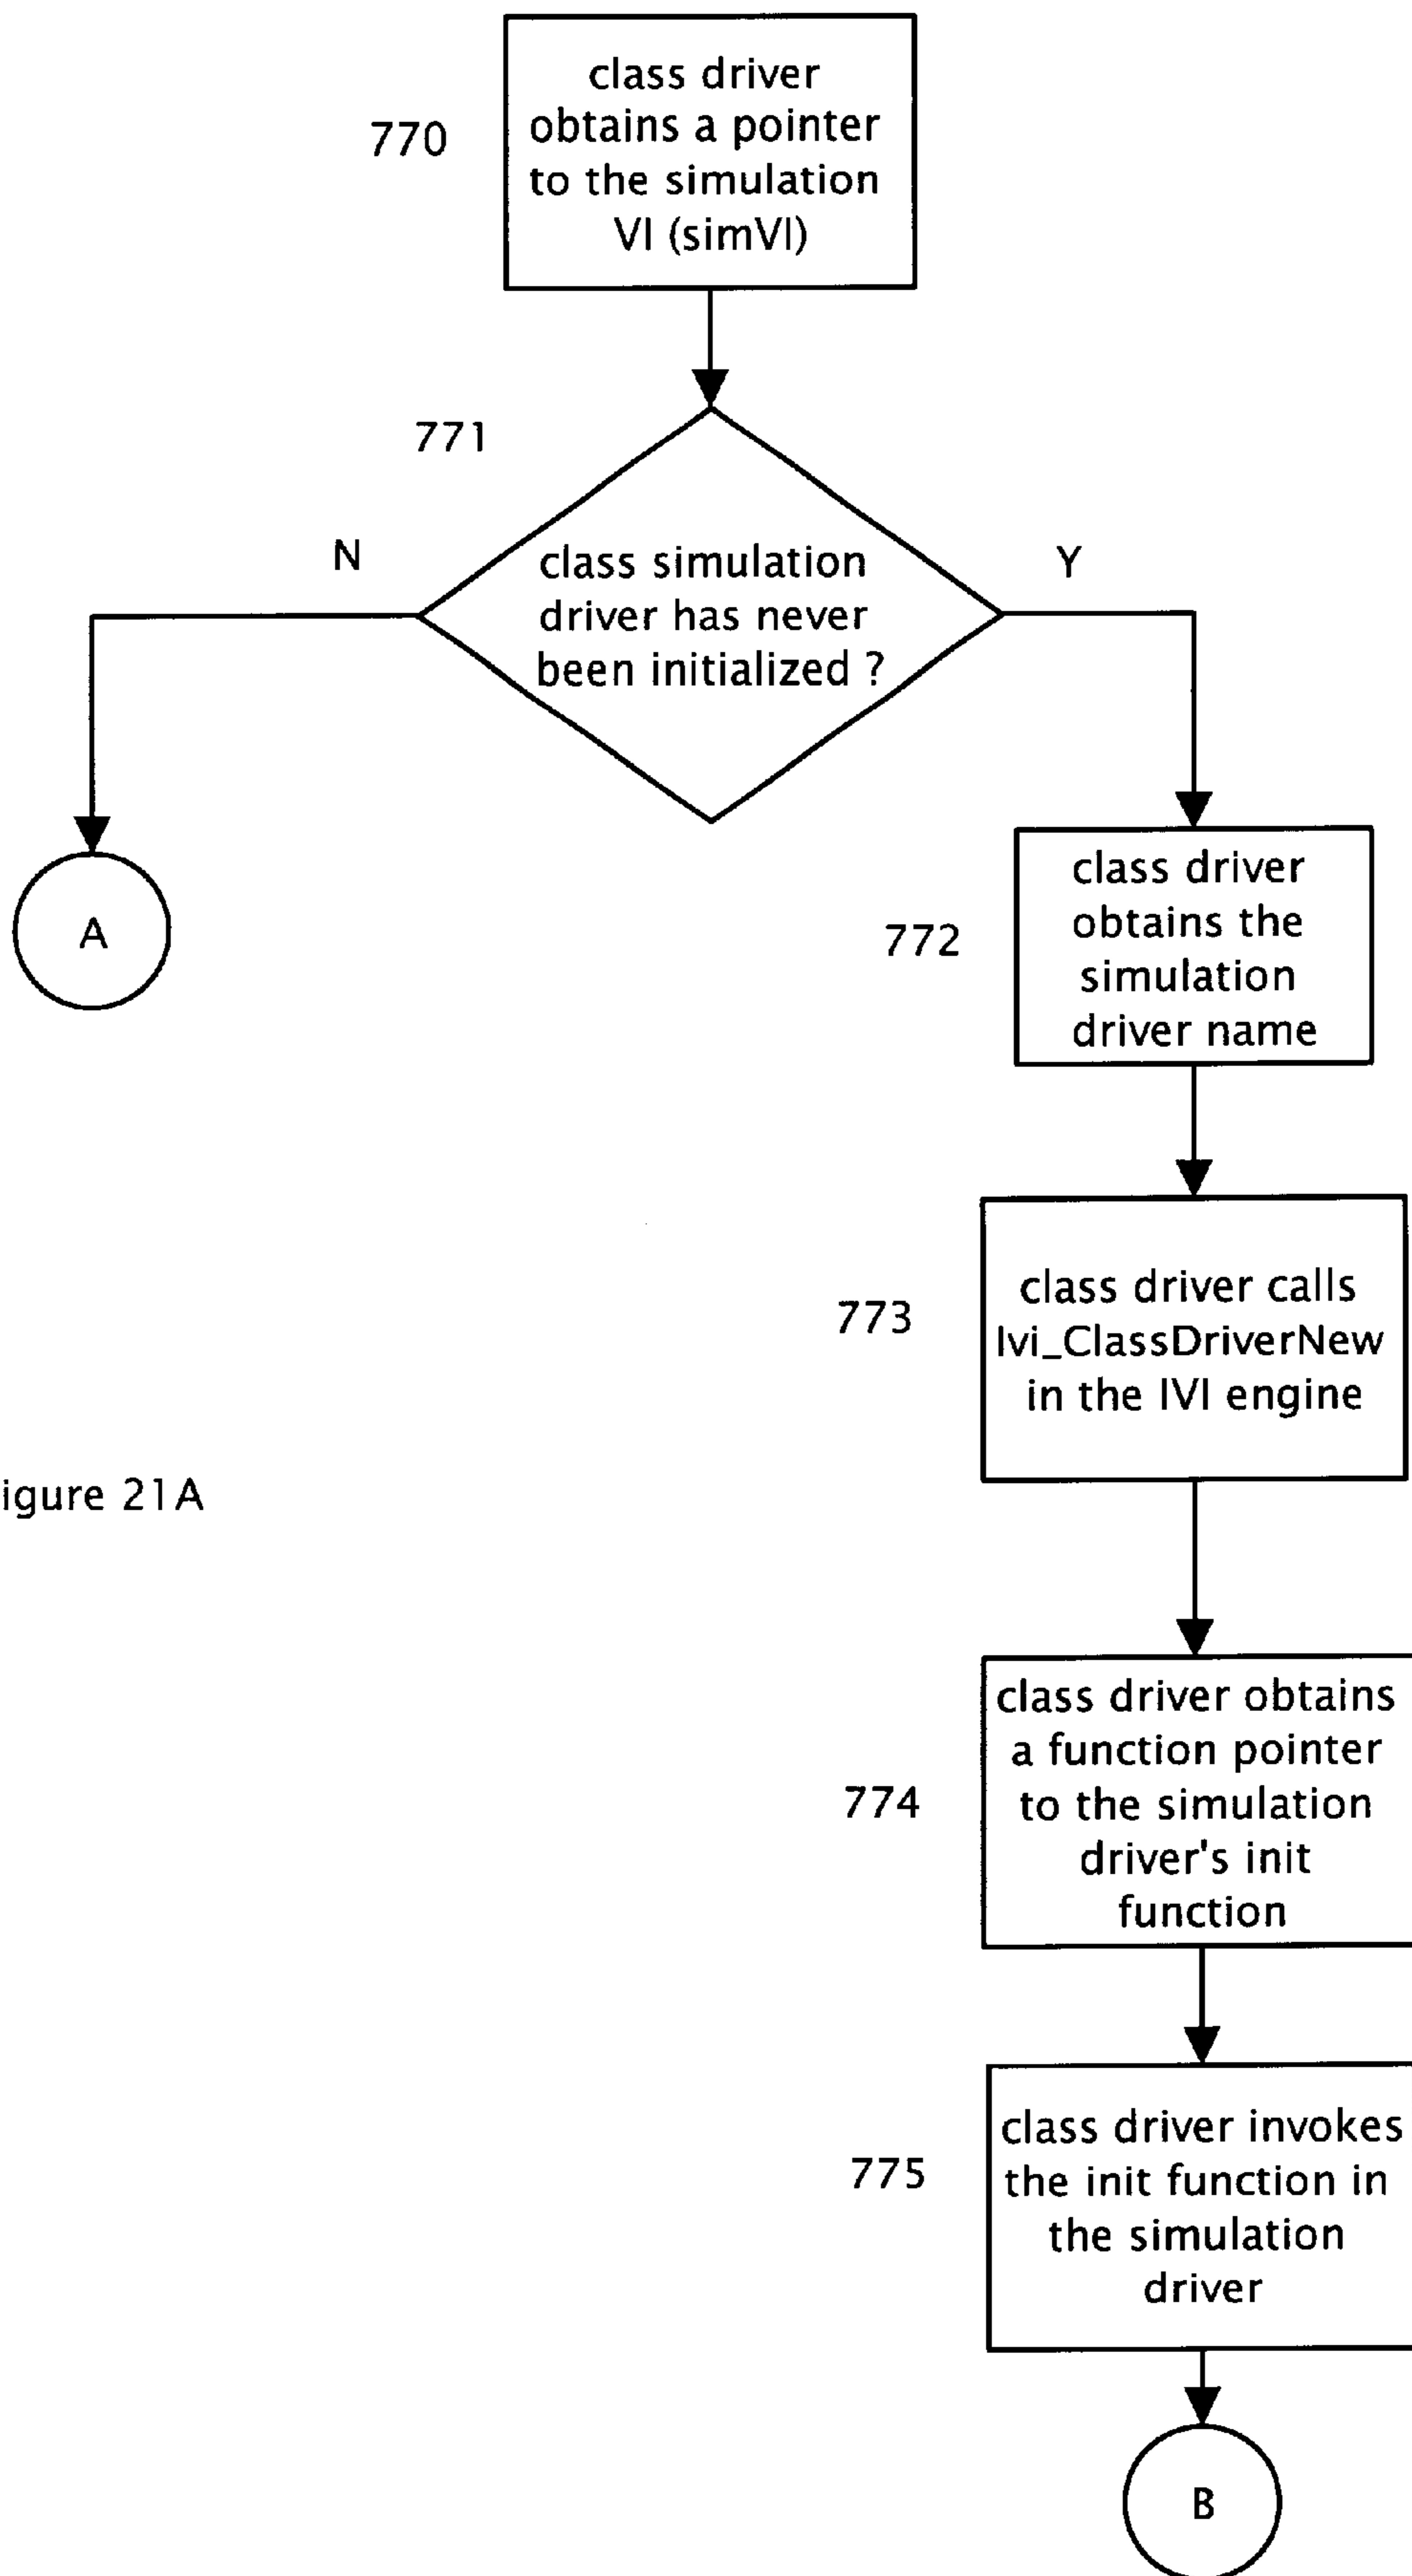 class driver
obtains a pointer
to the simulation
VI (simVI)
770
771
N
Y
class simulation
driver has never
been initialized ?
A
class driver
obtains the
simulation
driver name
772
class driver calls
Ivi_ClassDriverNew
in the IVI engine
773
igure 21A
class driver obtains
a function pointer
to the simulation
driver's init
function
774
class driver invokes
the init function in
the simulation
driver
775
B